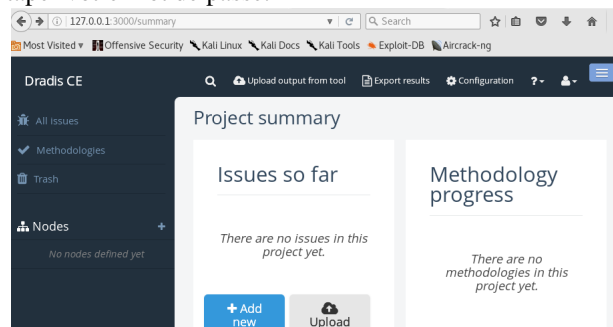 127.0.0.1:3000/summary
Search
Most Visited
Offensive Security
Kali Linux
Kali Docs
Kali Tools
Exploit-DB
Aircrack-ng
Dradis CE
Upload output from tool
Export results
Configuration
?
All issues
Methodologies
Trash
Nodes
+
No nodes defined yet
Project summary
Issues so far
There are no issues in this
project yet.
+ Add
new
Upload
Methodology
progress
There are no
methodologies in this
project yet.